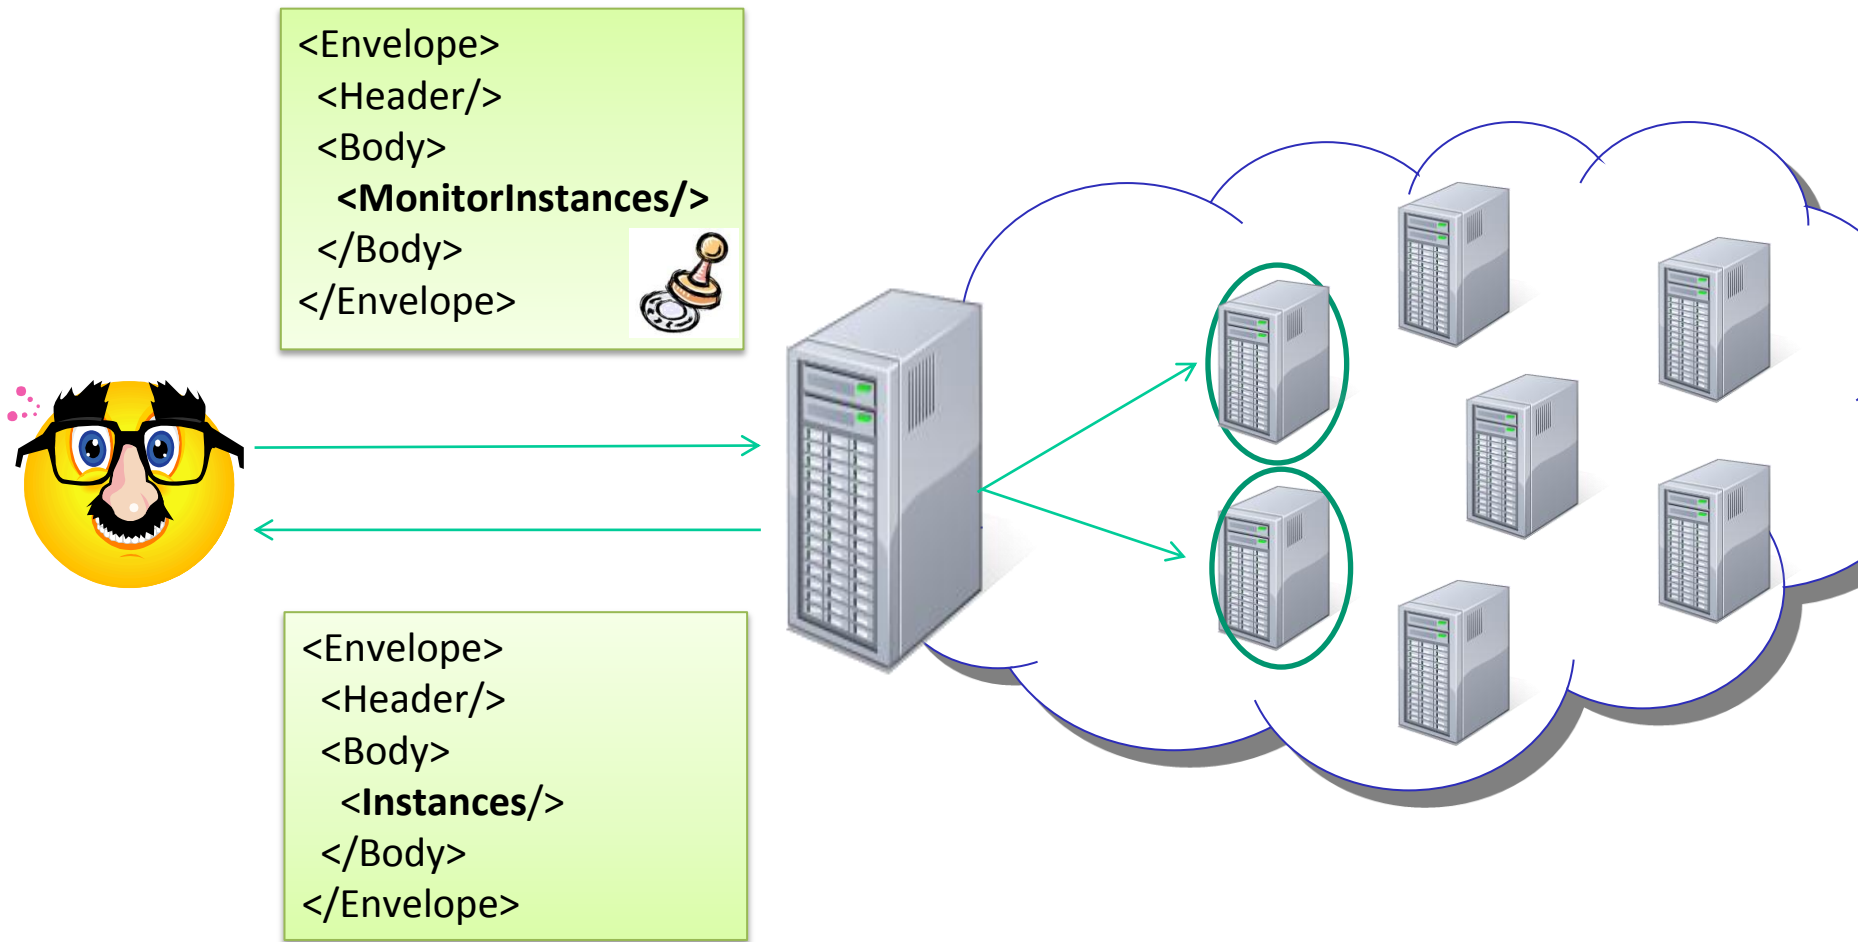 <Envelope>
<Header/>
<Body>
<MonitorInstances/>
</Body>
</Envelope>
<Envelope>
<Header/>
<Body>
<Instances/>
</Body>
</Envelope>